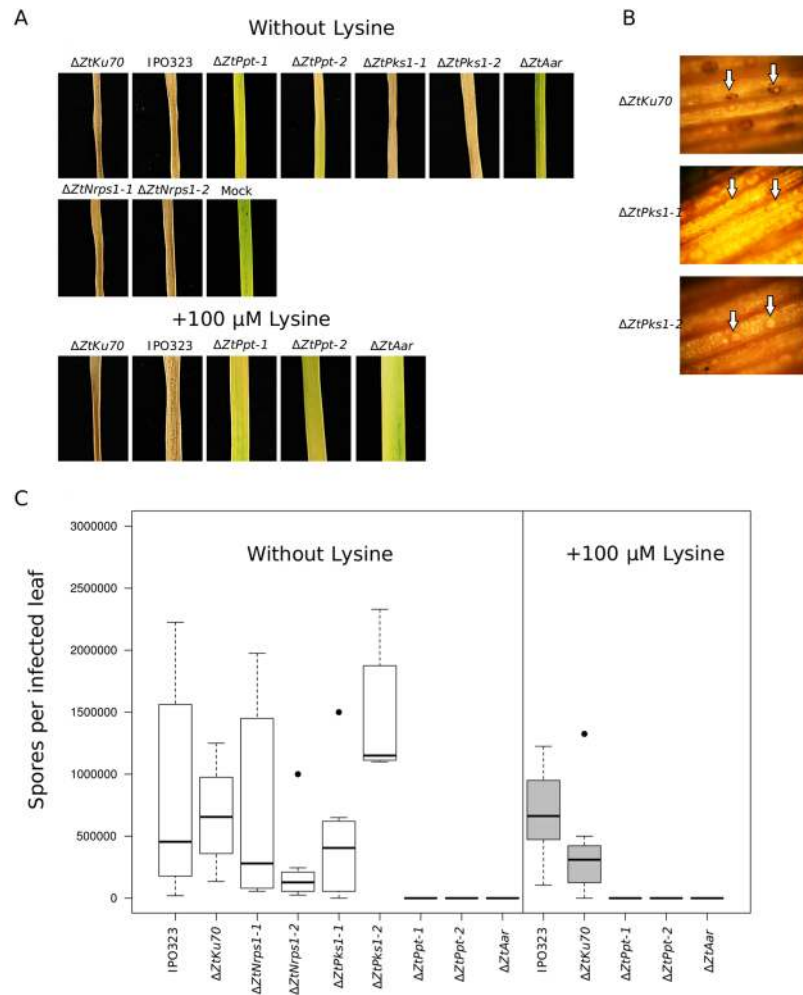 A
Without Lysine
ΔZtKu70 IPO323 ΔZtPpt-1 ΔZtPpt-2 ΔZtPks1-1 ΔZtPks1-2 ΔZtAar
ΔZtNrps1-1 ΔZtNrps1-2 Mock
+100 µM Lysine
ΔZtKu70 IPO323 ΔZtPpt-1 ΔZtPpt-2 ΔZtAar
B
ΔZtKu70
ΔZtPks1-1
ΔZtPks1-2
C
Without Lysine +100 µM Lysine
Spores per infected leaf
3000000
2500000
2000000
1500000
1000000
500000
0
IPO323 ΔZtKu70 ΔZtNrps1-1 ΔZtNrps1-2 ΔZtPks1-1 ΔZtPks1-2 ΔZtPpt-1 ΔZtPpt-2 ΔZtAar IPO323 ΔZtKu70 ΔZtPpt-1 ΔZtPpt-2 ΔZtAar